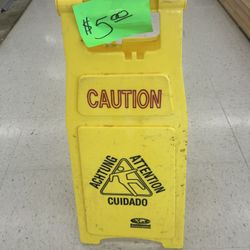 $5.00
CAUTION
ACHTUNG
ATTENTION
CUIDADO